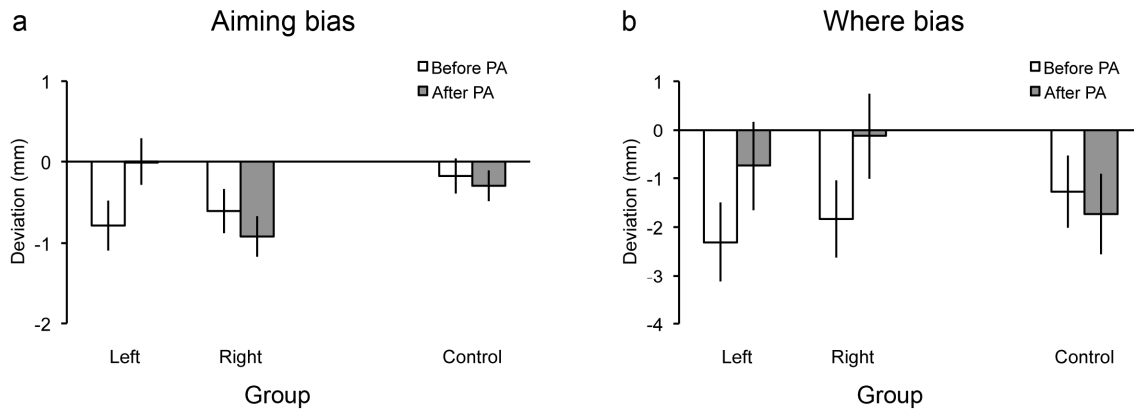 a
Aiming bias
Before PA
After PA
1
0
-1
-2
Deviation (mm)
Left
Right
Control
Group
b
Where bias
Before PA
After PA
1
0
-1
-2
-3
-4
Deviation (mm)
Left
Right
Control
Group